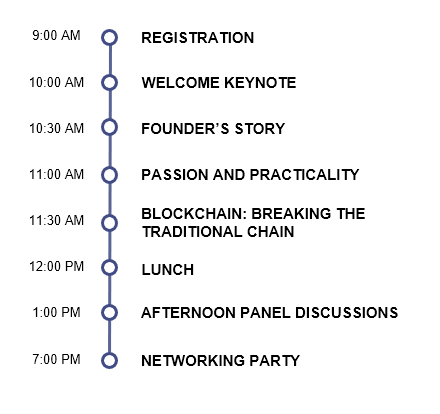 9:00 AM REGISTRATION
10:00 AM WELCOME KEYNOTE
10:30 AM FOUNDER'S STORY
11:00 AM PASSION AND PRACTICALITY
11:30 AM BLOCKCHAIN: BREAKING THE
TRADITIONAL CHAIN
12:00 PM LUNCH
1:00 PM AFTERNOON PANEL DISCUSSIONS
7:00 PM NETWORKING PARTY